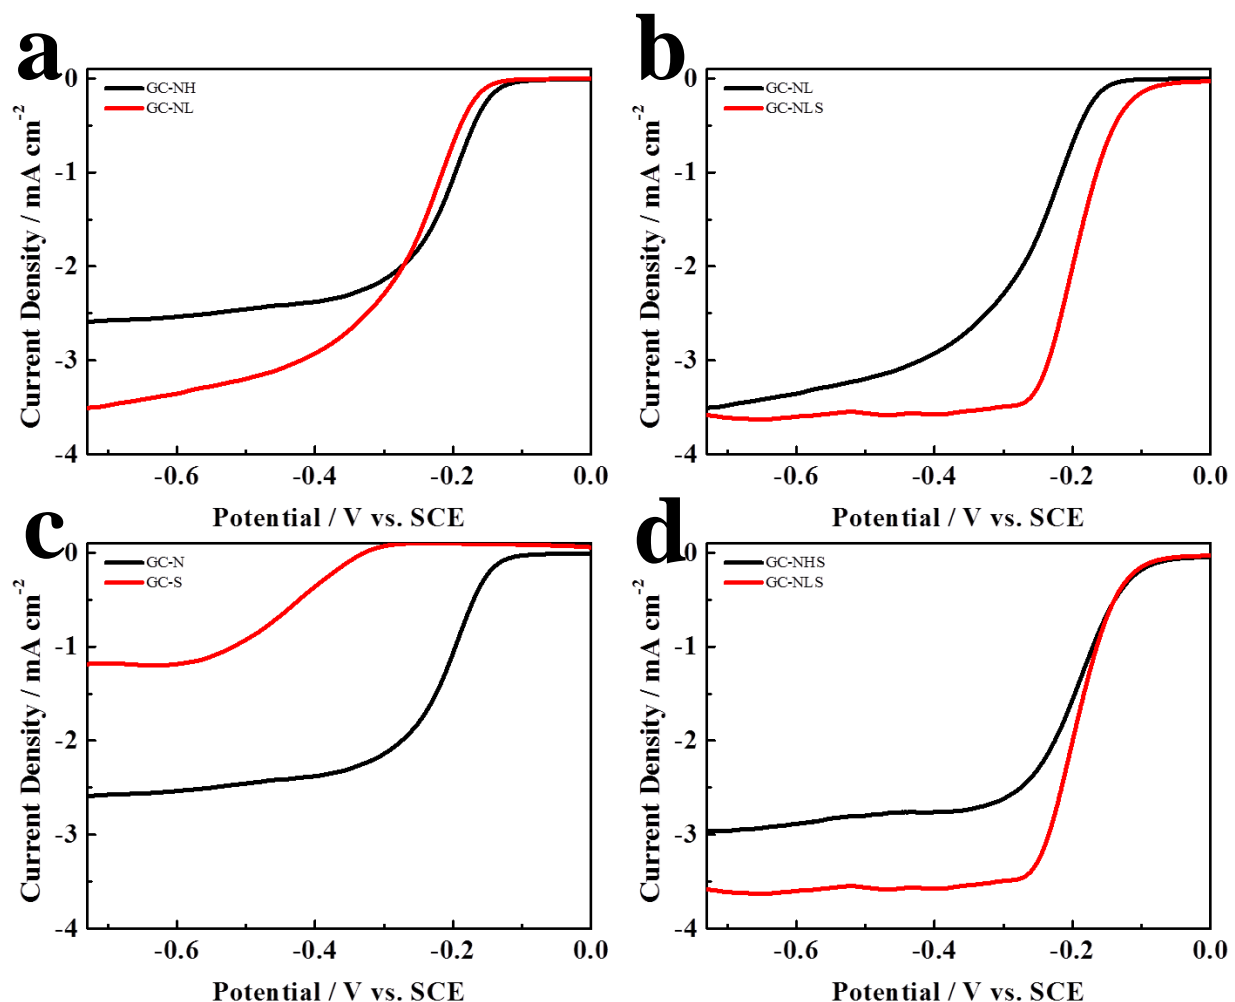 a
b
0
-1
-2
-3
-4
GC-NH
GC-NL
Current Density / mA cm-2
-0.6
-0.4
-0.2
0.0
Potential / V vs. SCE
0
-1
-2
-3
-4
GC-NL
GC-NLS
Current Density / mA cm-2
-0.6
-0.4
-0.2
0.0
Potential / V vs. SCE
c
d
0
-1
-2
-3
-4
GC-N
GC-S
Current Density / mA cm-2
-0.6
-0.4
-0.2
0.0
Potential / V vs. SCE
0
-1
-2
-3
-4
GC-NHS
GC-NLS
Current Density / mA cm-2
-0.6
-0.4
-0.2
0.0
Potential / V vs. SCE